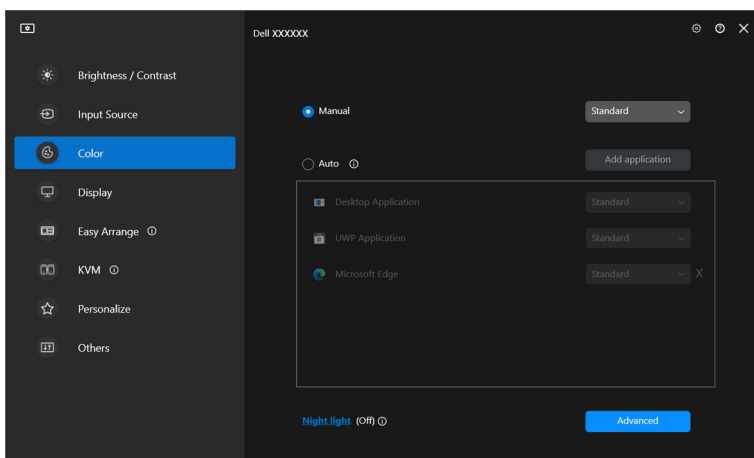 Dell XXXXXX
Brightness / Contrast
Input Source
Color
Display
Easy Arrange
KVM
Personalize
Others
Manual
Standard
Auto
Add application
Desktop Application
Standard
UWP Application
Standard
Microsoft Edge
Standard
X
Night light (Off)
Advanced